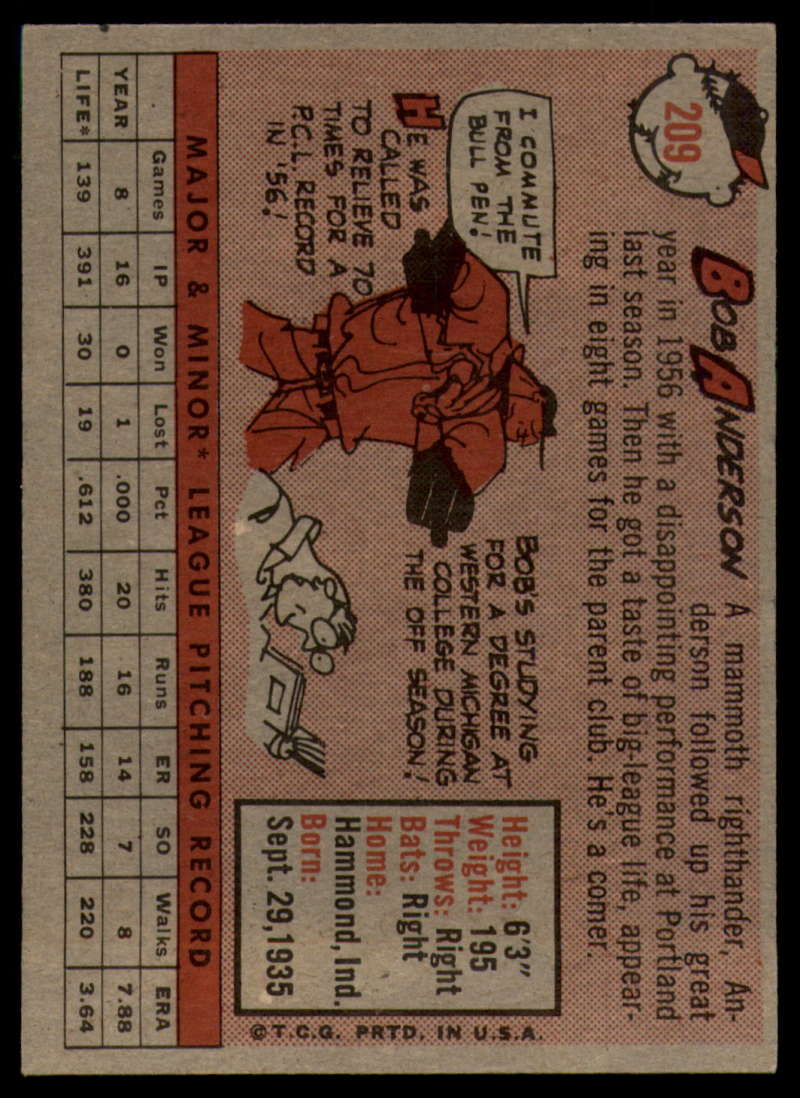 209
BOB ANDERSON A mammoth righthander, An-
derson followed up his great
year in 1956 with a disappointing performance at Portland
last season. Then he got a taste of big-league life, appear-
ing in eight games for the parent club. He's a comer.
I COMMUTE
FROM THE
BULL PEN!
HE WAS
CALLED
TO RELIEVE 70
TIMES FOR A
P.C.L. RECORD
IN '56!
BOB'S STUDYING
FOR A DEGREE AT
WESTERN MICHIGAN
COLLEGE DURING
THE OFF SEASON!
Height: 6'3"
Weight: 195
Throws: Right
Bats: Right
Home:
Hammond, Ind.
Born:
Sept. 29,1935
© T.C.G. PRTD. IN U.S.A.
MAJOR & MINOR* LEAGUE PITCHING RECORD
Games IP Won Lost Pct Hits Runs ER SO Walks ERA
YEAR 8 16 0 1 .000 20 16 14 7 8 7.88
LIFE* 139 391 30 19 .612 380 188 158 228 220 3.64